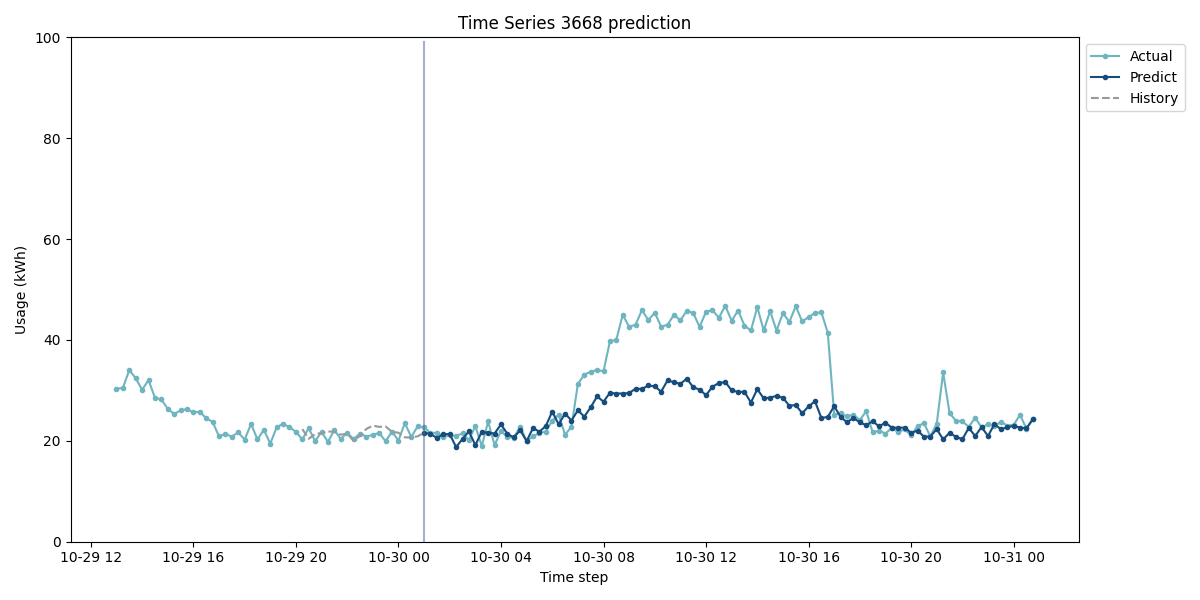 Time Series 3668 prediction
100
80
60
40
20
0
Usage (kWh)
10-29 12
10-29 16
10-29 20
10-30 00
10-30 04
10-30 08
10-30 12
10-30 16
10-30 20
10-31 00
Time step
Actual
Predict
History